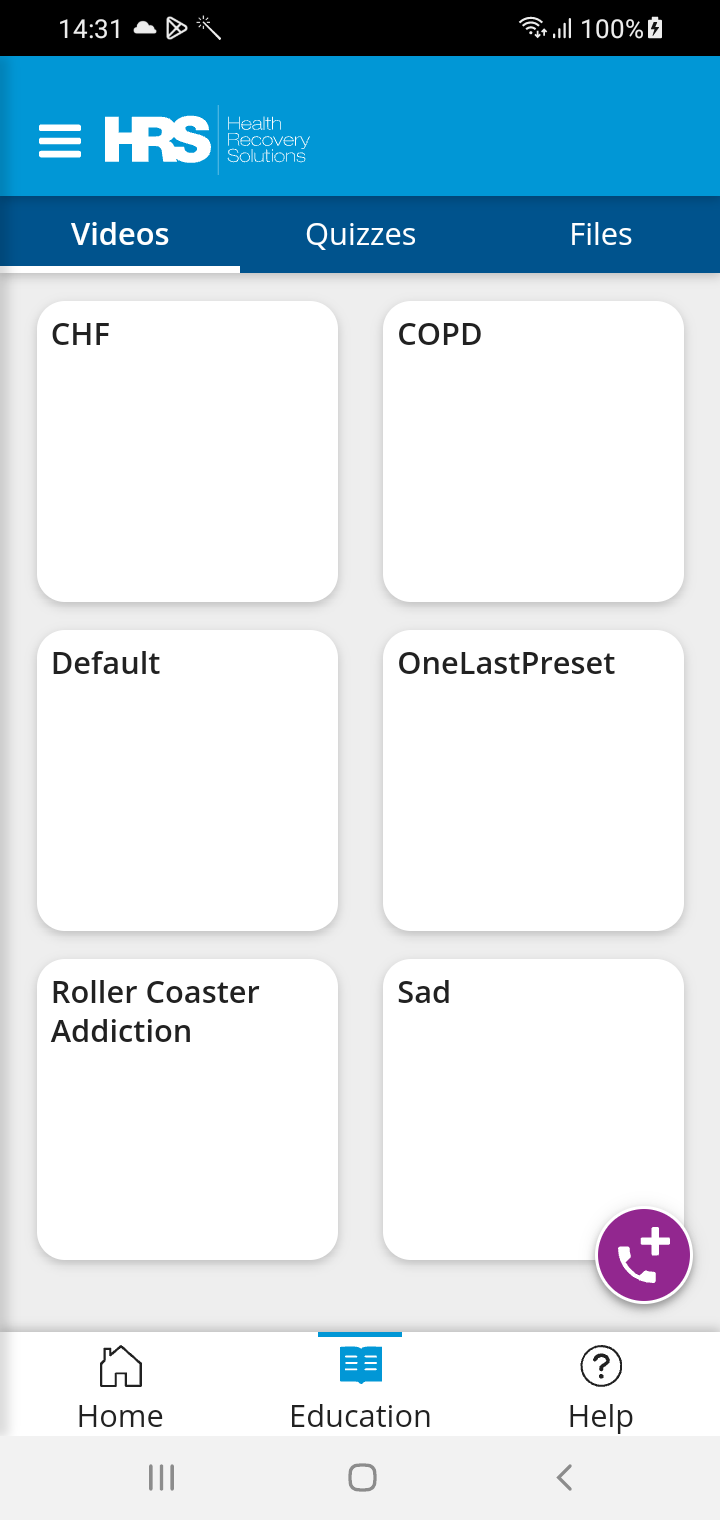 14:31
100%
HRS Health
Recovery
Solutions
Videos Quizzes Files
CHF COPD
Default OneLastPreset
Roller Coaster
Addiction
Sad
Home Education Help